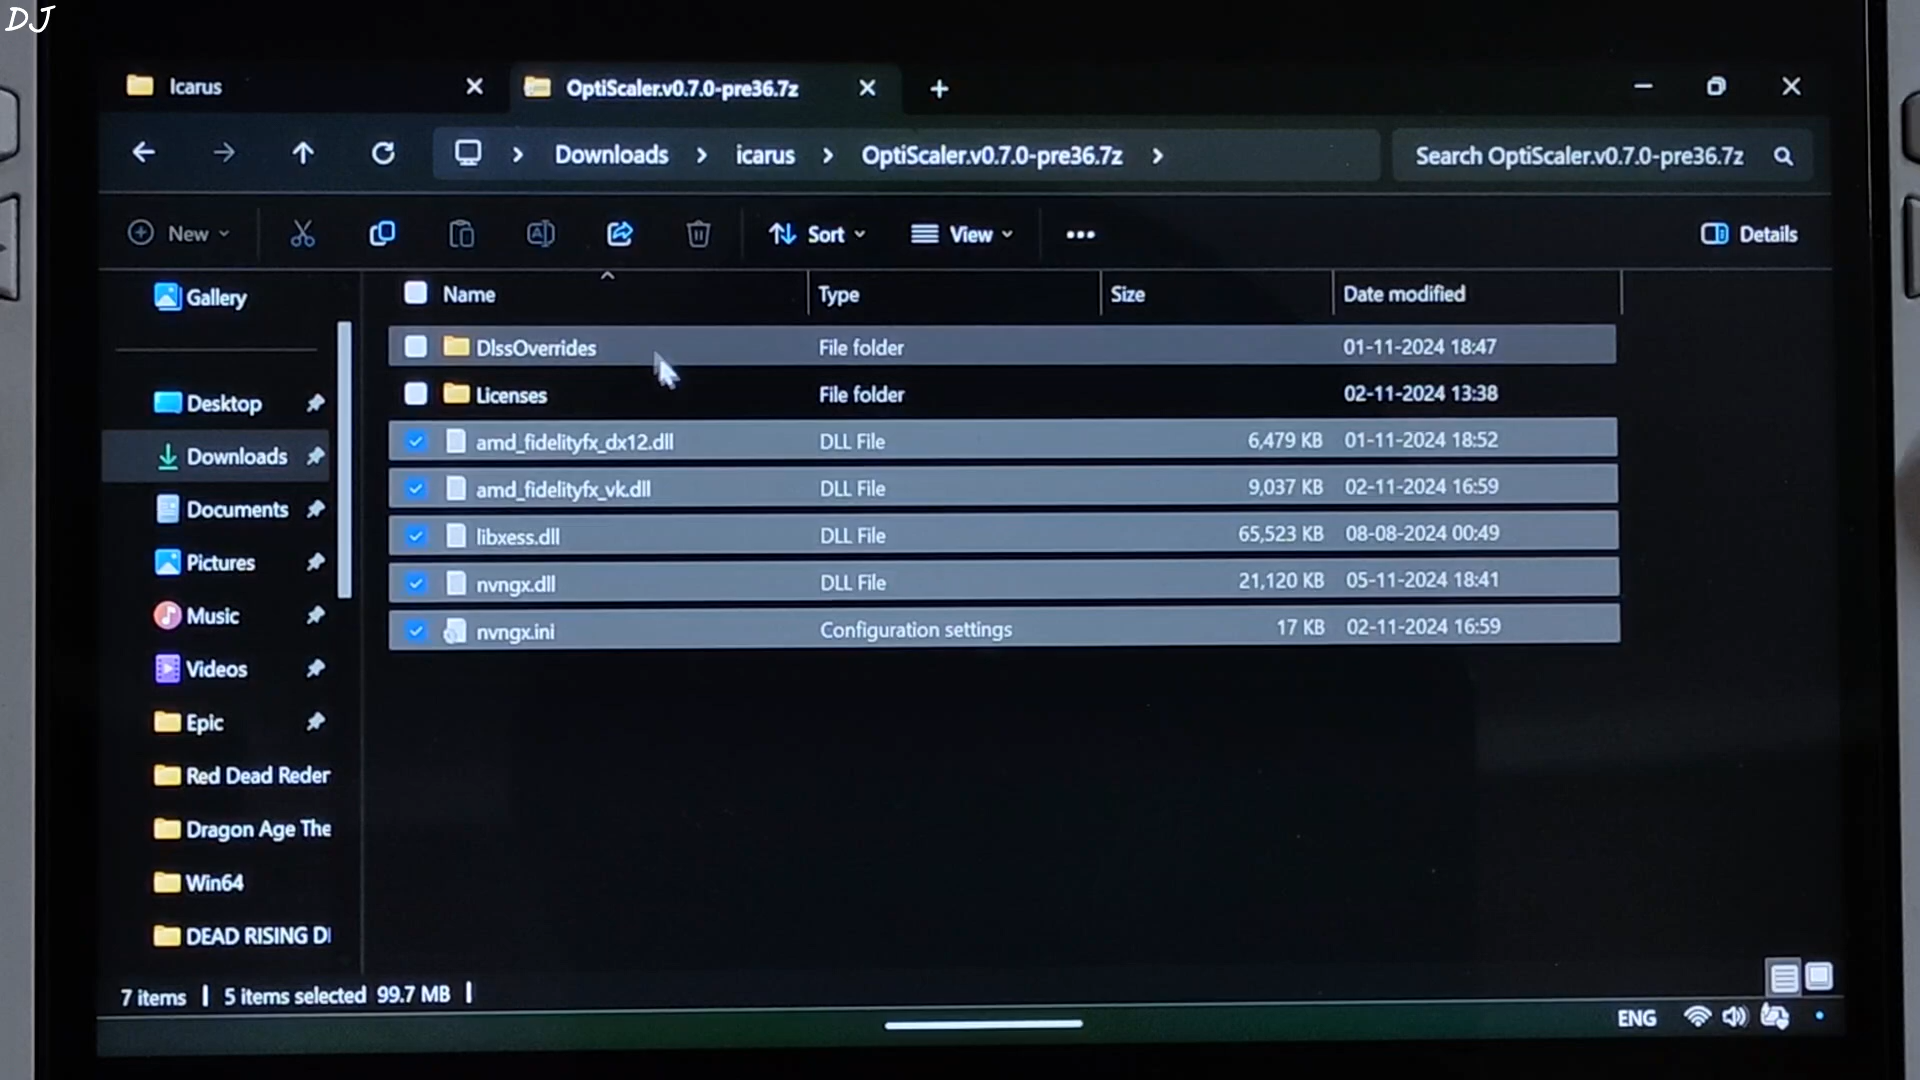 DJ
Icarus
OptiScaler.v0.7.0-pre36.7z
Downloads
icarus
OptiScaler.v0.7.0-pre36.7z
Search OptiScaler.v0.7.0-pre36.7z
New
Sort
View
Details
Name
Type
Size
Date modified
Gallery
Desktop
Downloads
Documents
Pictures
Music
Videos
Epic
Red Dead Reder
Dragon Age The
Win64
DEAD RISING D
DlssOverrides File folder 01-11-2024 18:47
Licenses File folder 02-11-2024 13:38
amd_fidelityfx_dx12.dll DLL File 6,479 KB 01-11-2024 18:52
amd_fidelityfx_vk.dll DLL File 9,037 KB 02-11-2024 16:59
libxess.dll DLL File 65,523 KB 08-08-2024 00:49
nvngx.dll DLL File 21,120 KB 05-11-2024 18:41
nvngx.ini Configuration settings 17 KB 02-11-2024 16:59
7 items 5 items selected 99.7 MB
ENG